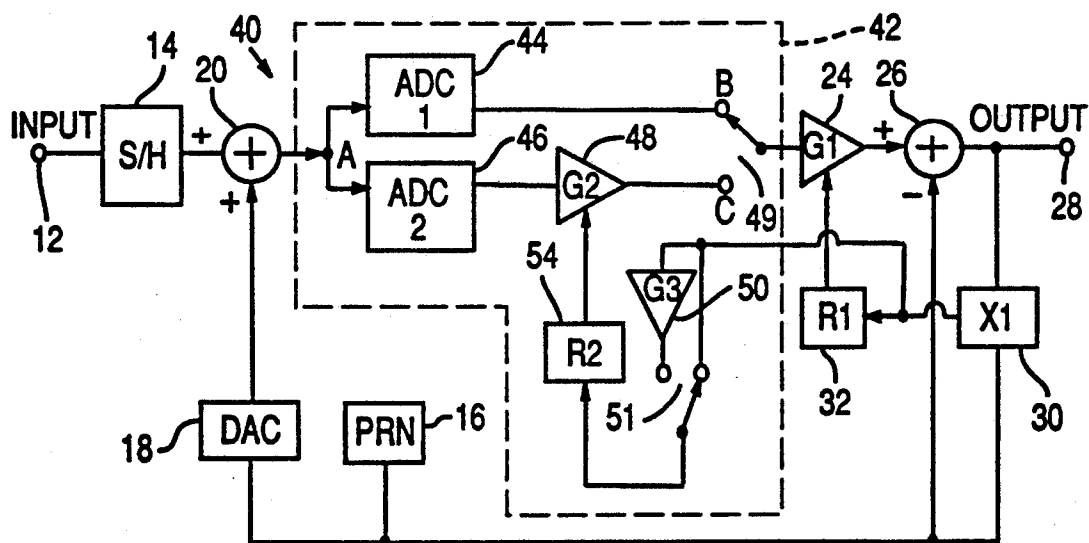 40
44
42
14
20
ADC
1
B
24
26
INPUT
OUTPUT
+
S/H
+
A
46
48
G1
+
+
ADC
2
G2
C
49
−
28
12
54
G3
50
R1
X1
R2
51
32
30
18
DAC
PRN
16